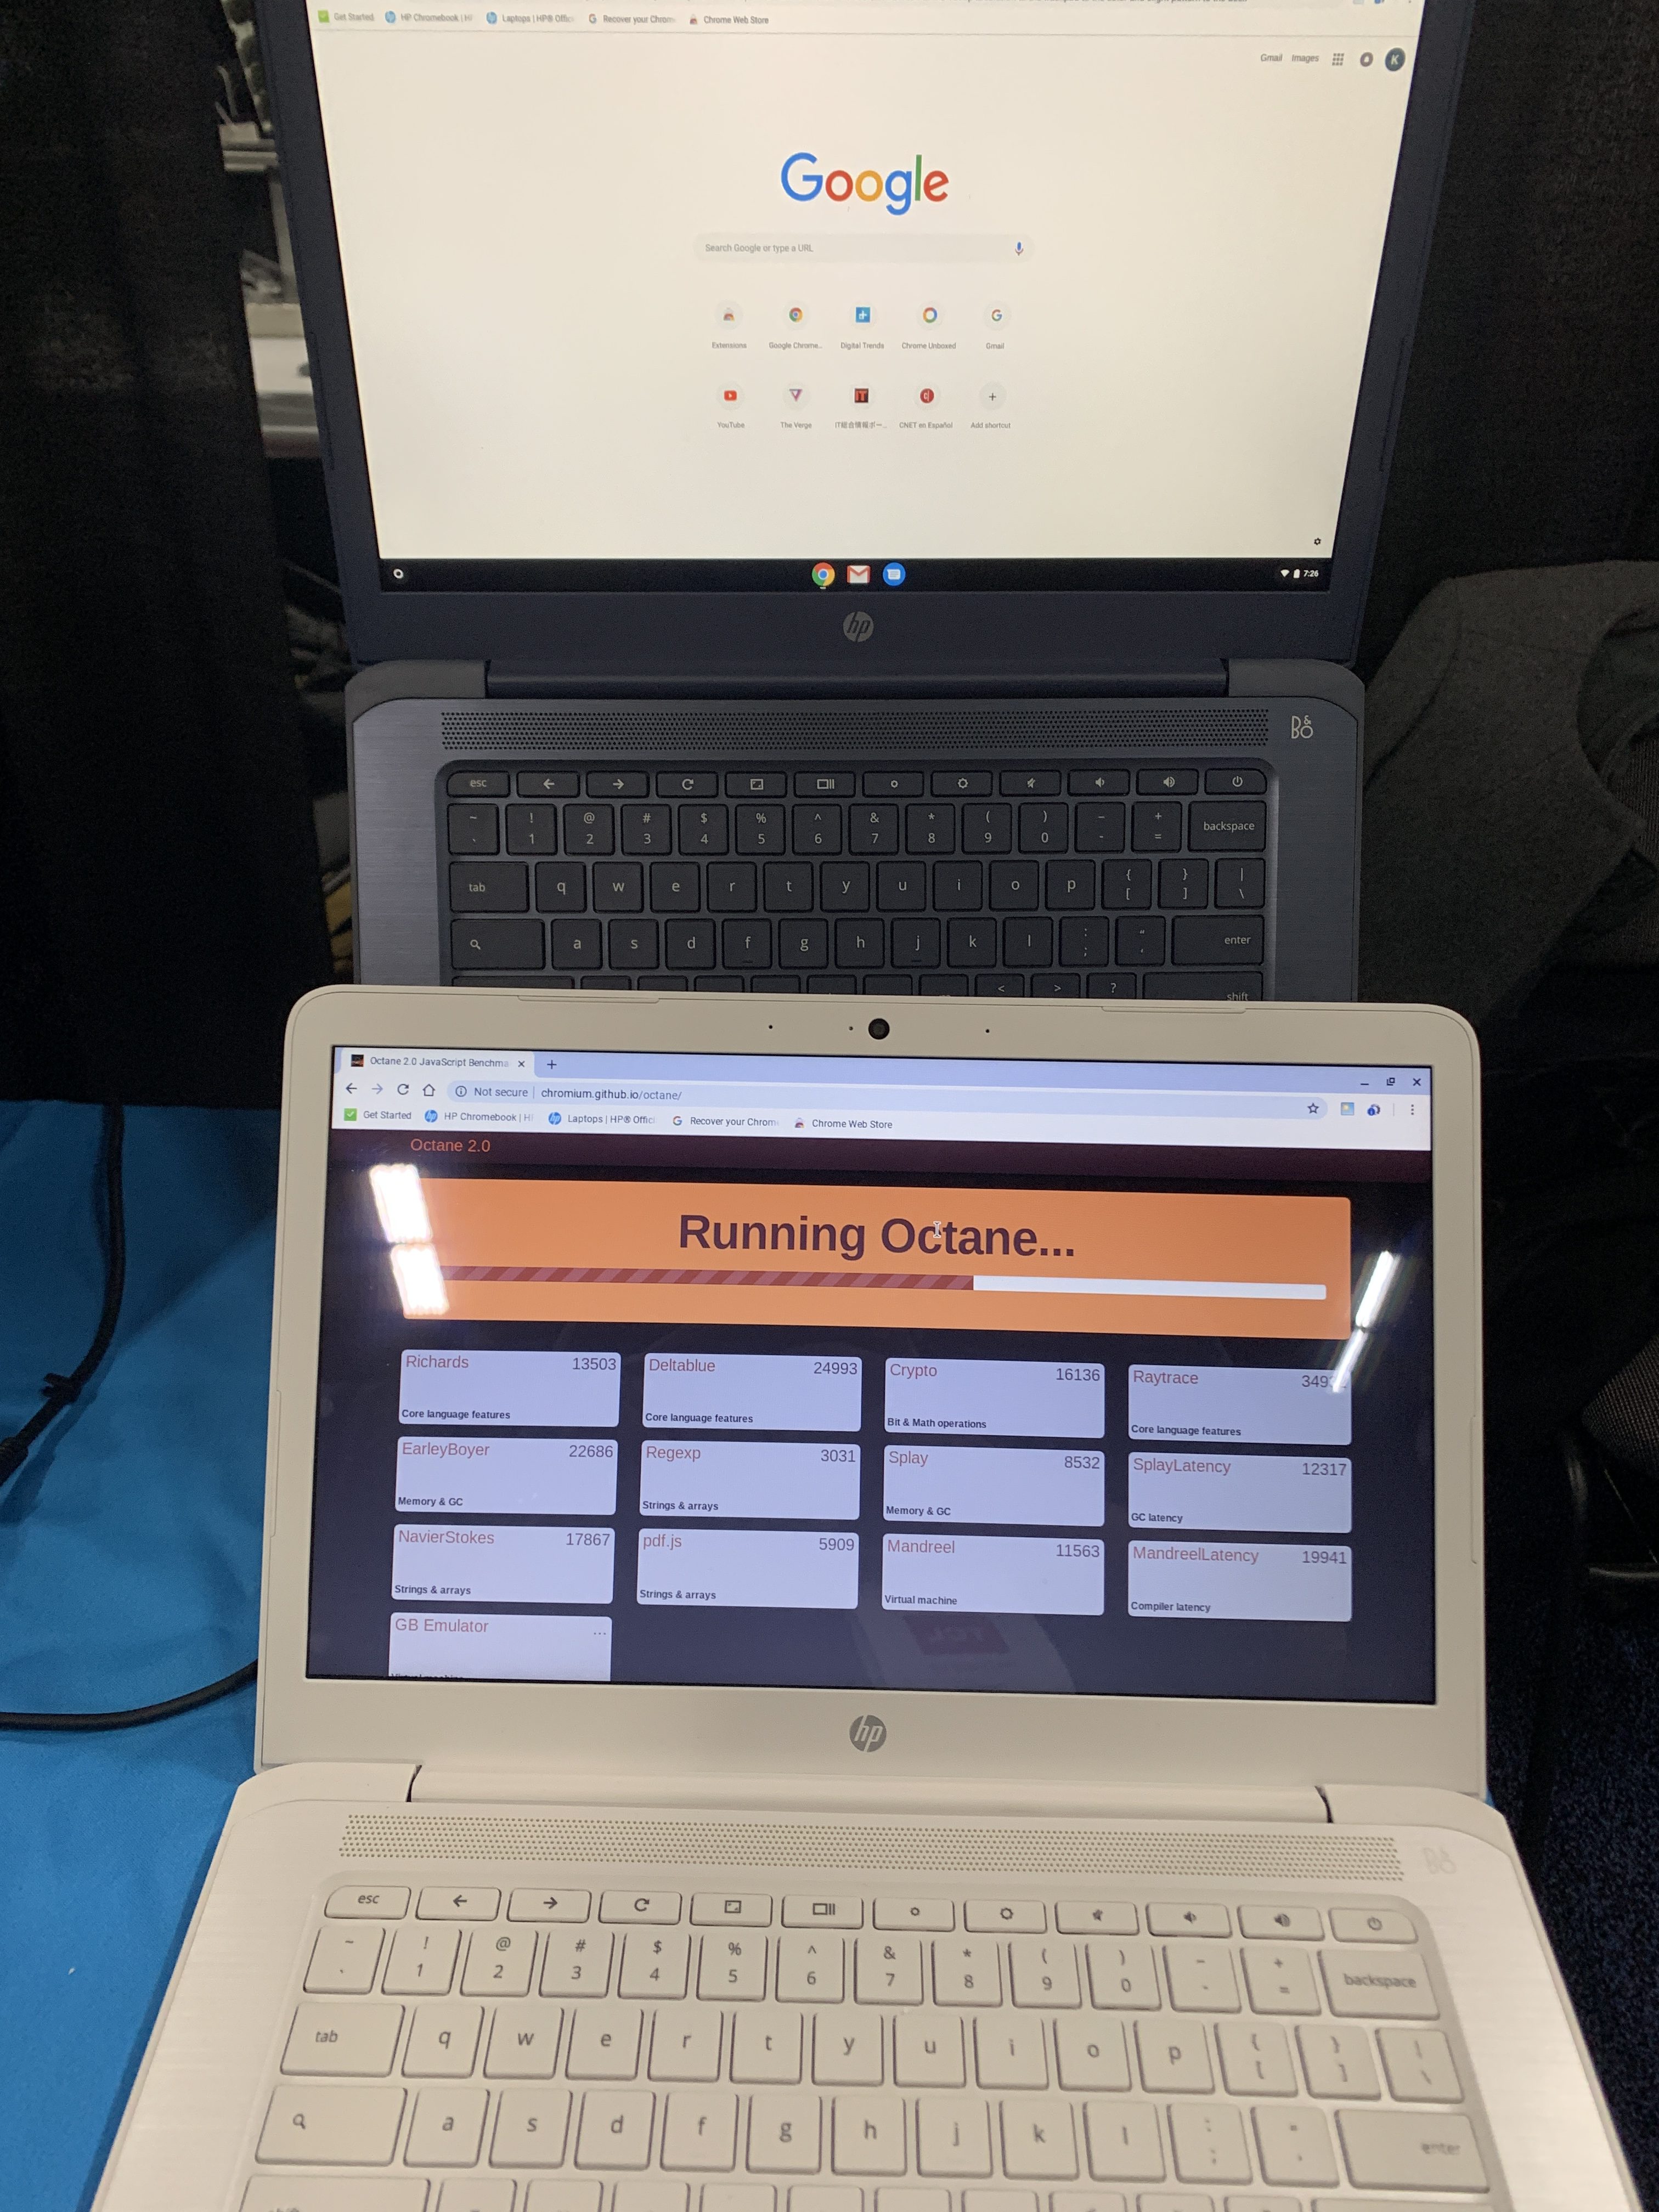 Get Started HP Chromebook | H Laptops | HP® Offic Recover your Chrom Chrome Web Store
Gmail Images K
Google
Search Google or type a URL
Extensions Google Chrome... Digital Trends Chrome Unboxed Gmail
YouTube The Verge IT総合情報ポー... CNET en Español Add shortcut
7:26
hp
B&O
esc
~ ! @ # $ % ^ & * ( ) – +
` 1 2 3 4 5 6 7 8 9 0 - = backspace
tab q w e r t y u i o p { [ } ] | \
a s d f g h j k l : ; " ' enter
< > ? shift
Octane 2.0 JavaScript Benchma
Not secure | chromium.github.io/octane/
Get Started HP Chromebook | H Laptops | HP® Offic Recover your Chrom Chrome Web Store
Octane 2.0
Running Octane...
Richards 13503 Deltablue 24993 Crypto 16136 Raytrace
Core language features Core language features Bit & Math operations Core language features
EarleyBoyer 22686 Regexp 3031 Splay 8532 SplayLatency 12317
Memory & GC Strings & arrays Memory & GC GC latency
NavierStokes 17867 pdf.js 5909 Mandreel 11563 MandreelLatency 19941
Strings & arrays Strings & arrays Virtual machine Compiler latency
GB Emulator ...
hp
B&O
esc
~ ! @ # $ % ^ & * ( ) – +
` 1 2 3 4 5 6 7 8 9 0 - = backspace
tab q w e r t y u i o p { [ } ] | \
a s d f g h j k l : ; " ' enter